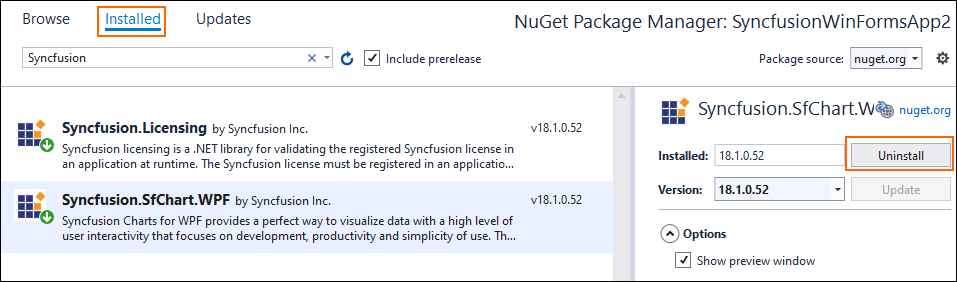 Browse Installed Updates NuGet Package Manager: SyncfusionWinFormsApp2
Syncfusion Include prerelease Package source: nuget.org
Syncfusion.Licensing by Syncfusion Inc. v18.1.0.52
Syncfusion licensing is a .NET library for validating the registered Syncfusion license in
an application at runtime. The Syncfusion license must be registered in an applicatio...
Syncfusion.SfChart.WPF by Syncfusion Inc. v18.1.0.52
Syncfusion Charts for WPF provides a perfect way to visualize data with a high level of
user interactivity that focuses on development, productivity and simplicity of use. Th...
Syncfusion.SfChart.W nuget.org
Installed: 18.1.0.52 Uninstall
Version: 18.1.0.52 Update
Options
Show preview window